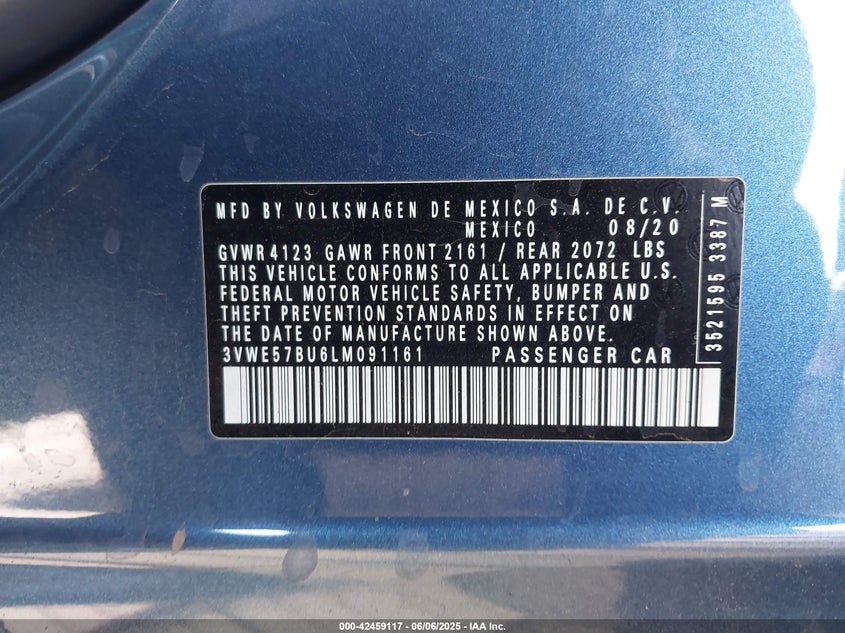 MFD BY VOLKSWAGEN DE MEXICO S.A. DE C.V.
MEXICO 08/20
GVWR 4123 GAWR FRONT 2161 / REAR 2072 LBS
THIS VEHICLE CONFORMS TO ALL APPLICABLE U.S.
FEDERAL MOTOR VEHICLE SAFETY, BUMPER AND
THEFT PREVENTION STANDARDS IN EFFECT ON
THE DATE OF MANUFACTURE SHOWN ABOVE.
3VWE57BU6LM091161 PASSENGER CAR
3521595 3387 M
000-42459117 - 06/06/2025 - IAA Inc.